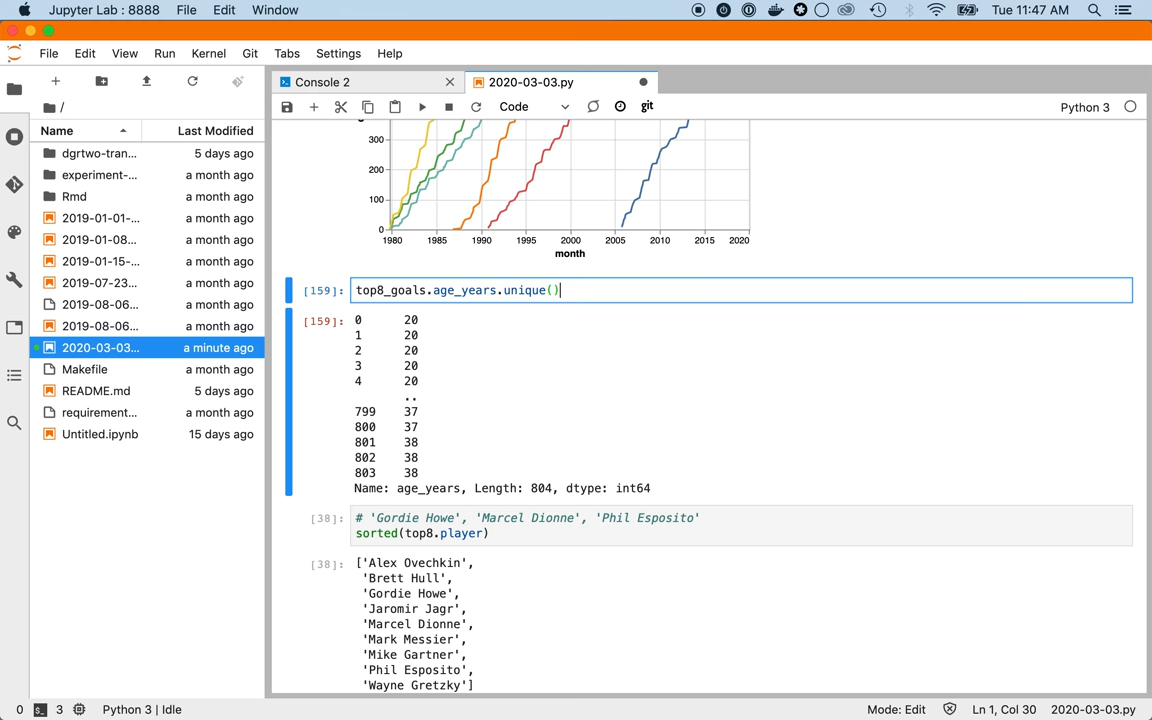 Jupyter Lab : 8888 File Edit Window Tue 11:47 AM
File Edit View Run Kernel Git Tabs Settings Help
Console 2 2020-03-03.py
Code git Python 3
/
Name Last Modified
dgrtwo-tran... 5 days ago
experiment-... a month ago
Rmd a month ago
2019-01-01-... a month ago
2019-01-08... a month ago
2019-01-15-... a month ago
2019-07-23... a month ago
2019-08-06... a month ago
2019-08-06... a month ago
2020-03-03... a minute ago
Makefile a month ago
README.md 5 days ago
requirement... a month ago
Untitled.ipynb 15 days ago
300
200
100
0
1980 1985 1990 1995 2000 2005 2010 2015 2020
month
[159]: top8_goals.age_years.unique()
[159]: 0 20
1 20
2 20
3 20
4 20
..
799 37
800 37
801 38
802 38
803 38
Name: age_years, Length: 804, dtype: int64
[38]: # 'Gordie Howe', 'Marcel Dionne', 'Phil Esposito'
sorted(top8.player)
[38]: ['Alex Ovechkin',
'Brett Hull',
'Gordie Howe',
'Jaromir Jagr',
'Marcel Dionne',
'Mark Messier',
'Mike Gartner',
'Phil Esposito',
'Wayne Gretzky']
0 3 Python 3 | Idle Mode: Edit Ln 1, Col 30 2020-03-03.py